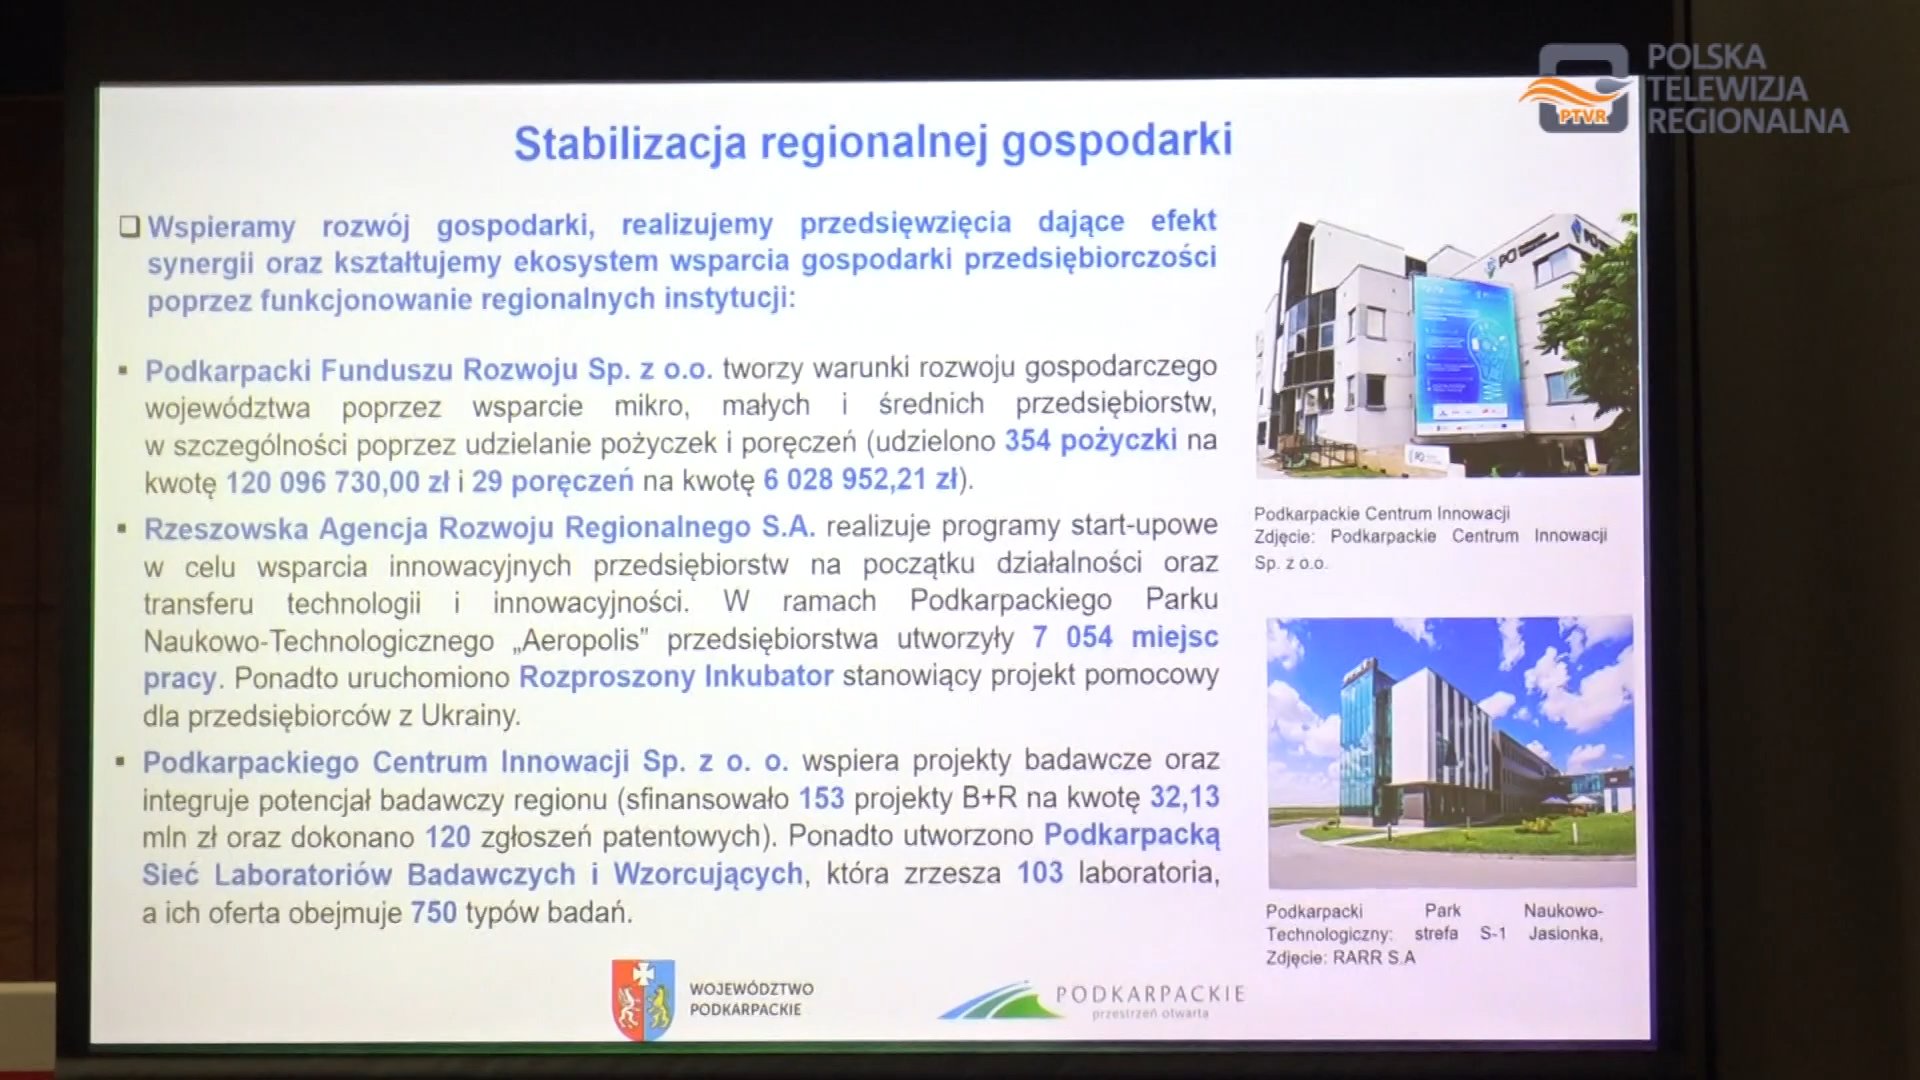 POLSKA
TELEWIZJA
REGIONALNA
PTVR
Stabilizacja regionalnej gospodarki
Wspieramy rozwój gospodarki, realizujemy przedsięwzięcia dające efekt
synergii oraz kształtujemy ekosystem wsparcia gospodarki przedsiębiorczości
poprzez funkcjonowanie regionalnych instytucji:
▪ Podkarpacki Funduszu Rozwoju Sp. z o.o. tworzy warunki rozwoju gospodarczego
województwa poprzez wsparcie mikro, małych i średnich przedsiębiorstw,
w szczególności poprzez udzielanie pożyczek i poręczeń (udzielono 354 pożyczki na
kwotę 120 096 730,00 zł i 29 poręczeń na kwotę 6 028 952,21 zł).
▪ Rzeszowska Agencja Rozwoju Regionalnego S.A. realizuje programy start-upowe
w celu wsparcia innowacyjnych przedsiębiorstw na początku działalności oraz
transferu technologii i innowacyjności. W ramach Podkarpackiego Parku
Naukowo-Technologicznego „Aeropolis” przedsiębiorstwa utworzyły 7 054 miejsc
pracy. Ponadto uruchomiono Rozproszony Inkubator stanowiący projekt pomocowy
dla przedsiębiorców z Ukrainy.
▪ Podkarpackiego Centrum Innowacji Sp. z o. o. wspiera projekty badawcze oraz
integruje potencjał badawczy regionu (sfinansowało 153 projekty B+R na kwotę 32,13
mln zł oraz dokonano 120 zgłoszeń patentowych). Ponadto utworzono Podkarpacką
Sieć Laboratoriów Badawczych i Wzorcujących, która zrzesza 103 laboratoria,
a ich oferta obejmuje 750 typów badań.
PCI
Podkarpackie Centrum Innowacji
Zdjęcie: Podkarpackie Centrum Innowacji
Sp. z o.o.
Podkarpacki Park Naukowo-
Technologiczny: strefa S-1 Jasionka,
Zdjęcie: RARR S.A
WOJEWÓDZTWO
PODKARPACKIE
PODKARPACKIE
przestrzeń otwarta